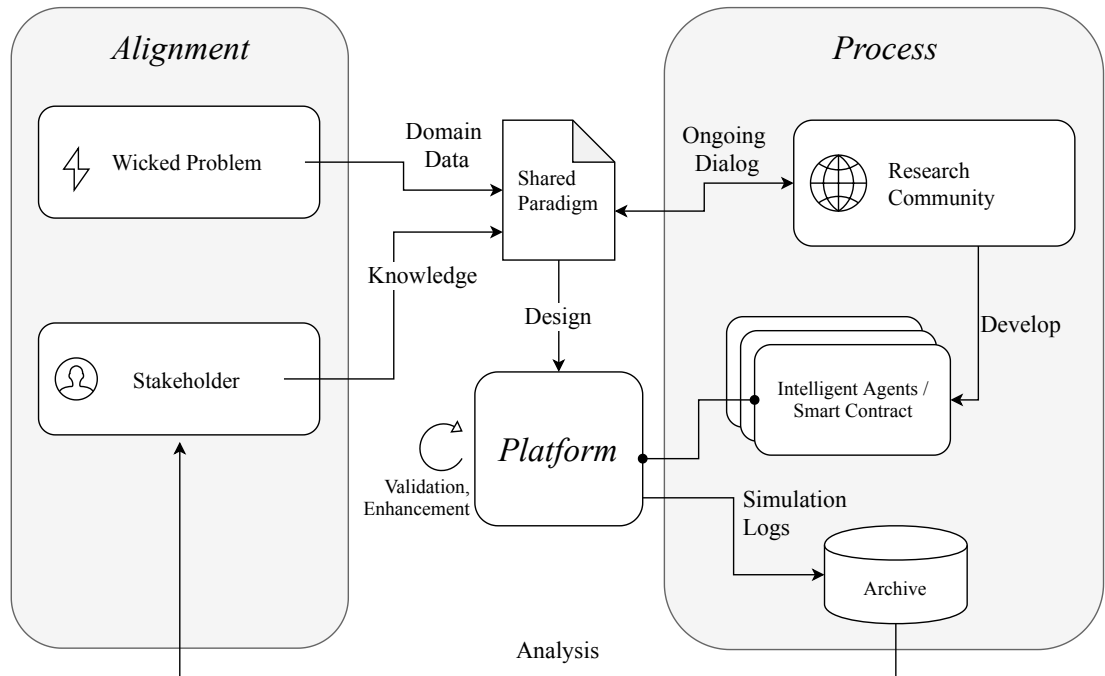 Alignment
Process
Wicked Problem
Domain
Data
Shared
Paradigm
Ongoing
Dialog
Research
Community
Knowledge
Stakeholder
Design
Develop
Intelligent Agents /
Smart Contract
Platform
Validation,
Enhancement
Simulation
Logs
Archive
Analysis